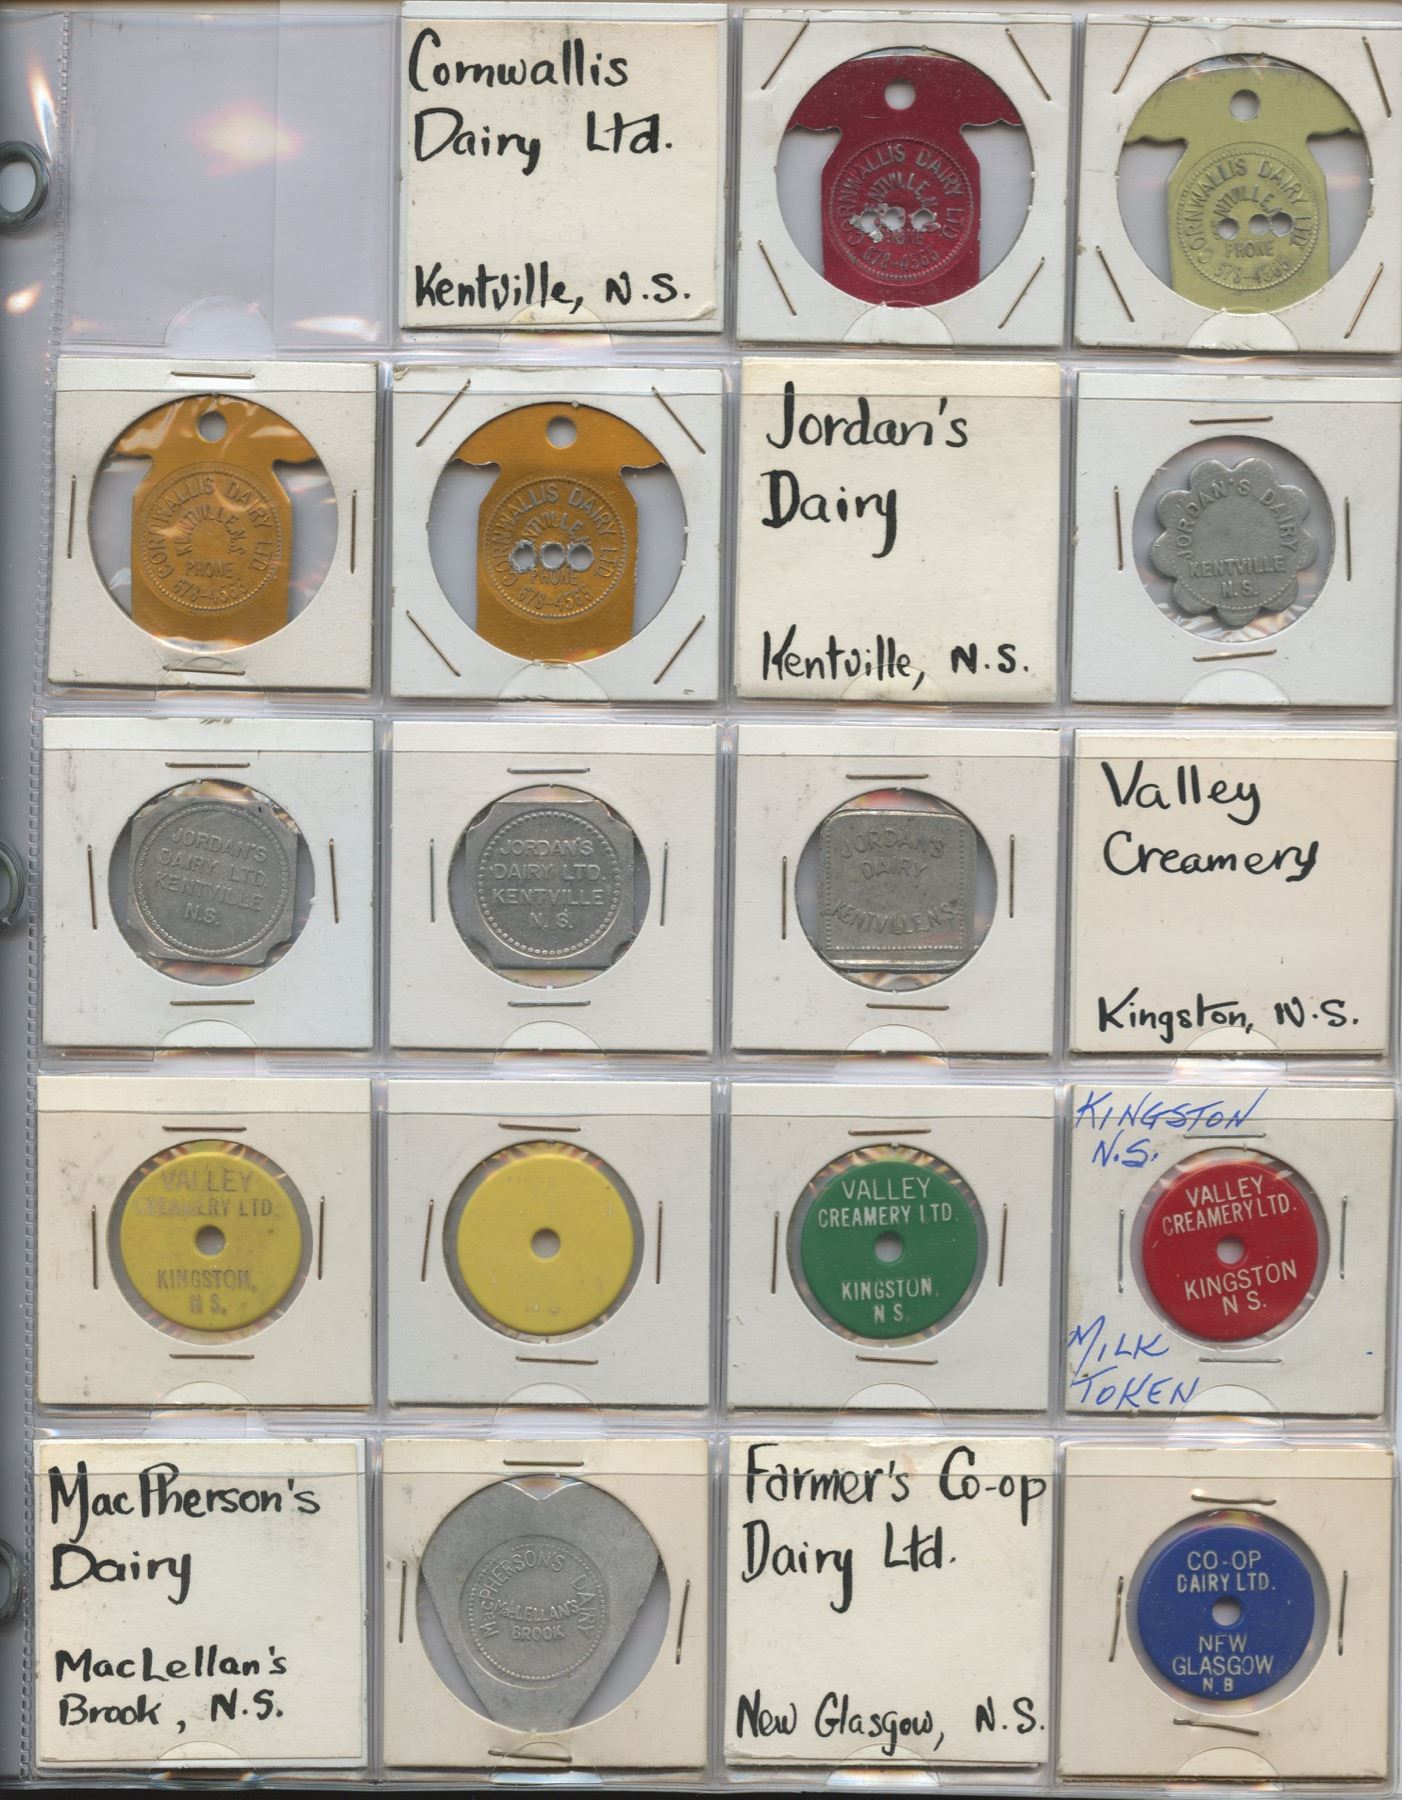 Cornwallis
Dairy Ltd.
Kentville, N.S.
CORNWALLIS DAIRY LTD.
KENTVILLE, N.S.
PHONE
678-4565
CORNWALLIS DAIRY LTD.
KENTVILLE, N.S.
PHONE
678-4565
CORNWALLIS DAIRY LTD.
KENTVILLE, N.S.
PHONE
678-4565
CORNWALLIS DAIRY LTD.
KENTVILLE
PHONE
678-4565
Jordan's
Dairy
Kentville, N.S.
JORDAN'S DAIRY
KENTVILLE
N.S.
JORDAN'S
DAIRY LTD.
KENTVILLE
N.S.
JORDAN'S
DAIRY LTD.
KENTVILLE
N.S.
JORDAN'S
DAIRY
KENTVILLE, N.S.
Valley
Creamery
Kingston, N.S.
VALLEY
CREAMERY LTD.
KINGSTON,
N S.
VALLEY
CREAMERY LTD.
KINGSTON,
N S.
KINGSTON
N.S.
VALLEY
CREAMERY LTD.
KINGSTON
N S.
MILK
TOKEN
MacPherson's
Dairy
MacLellan's
Brook, N.S.
MacPHERSON'S DAIRY
MacLELLAN'S
BROOK
Farmer's Co-op
Dairy Ltd.
New Glasgow, N.S.
CO-OP
DAIRY LTD.
NEW
GLASGOW
N B